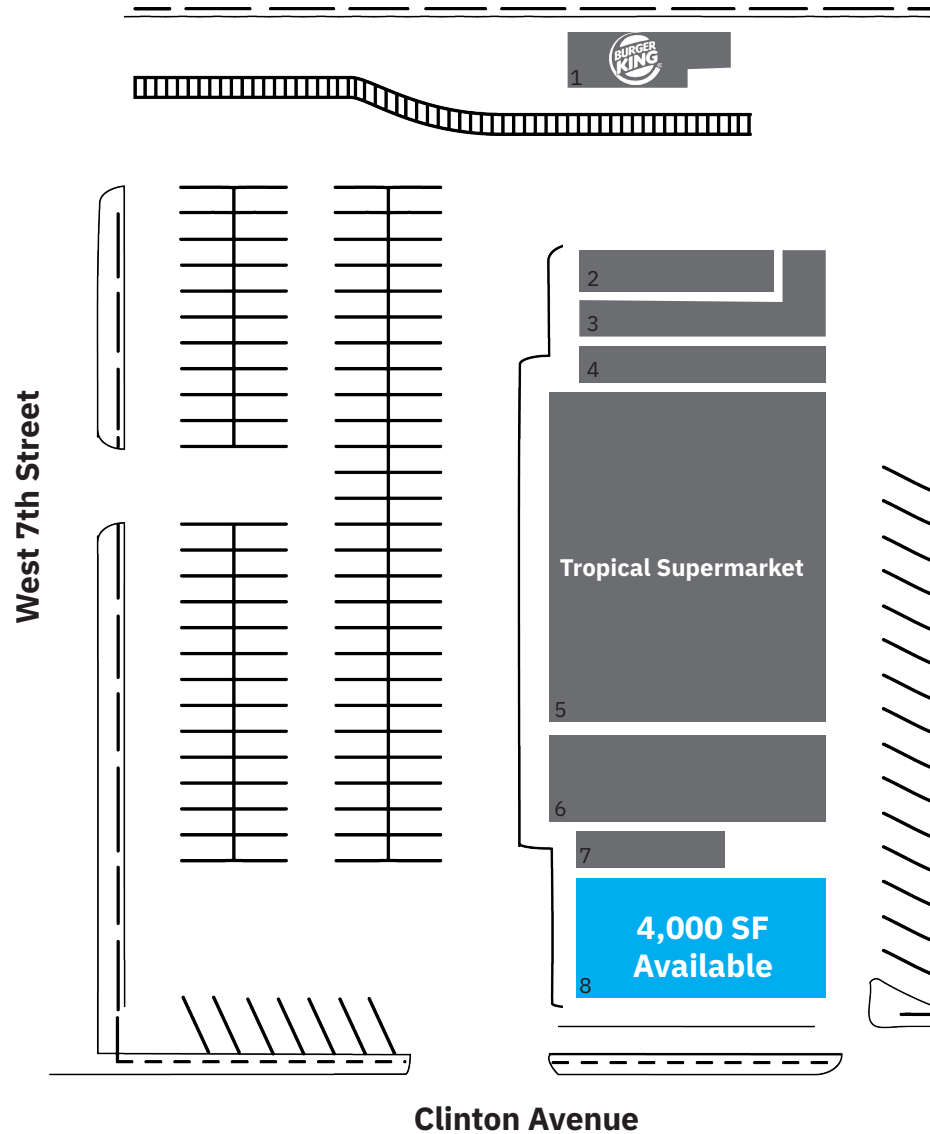 BURGER
KING
®
1
2
3
4
West 7th Street
Tropical Supermarket
5
6
7
4,000 SF
Available
8
Clinton Avenue